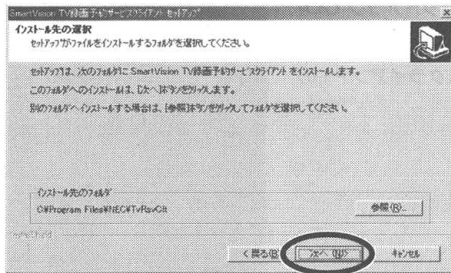 SmartVision TV録画予約サービスクライアント セットアップ
インストール先の選択
セットアップがファイルをインストールするフォルダを選択してください。
セットアップは、次のフォルダに SmartVision TV録画予約サービスクライアント をインストールします。
このフォルダへのインストールは、[次へ]ボタンをクリックします。
別のフォルダへインストールする場合は、[参照]ボタンをクリックしてフォルダを選択してください。
インストール先のフォルダ
C:¥Program Files¥NEC¥TvRsvClt
参照(R)...
< 戻る(B)
次へ(N)>
キャンセル